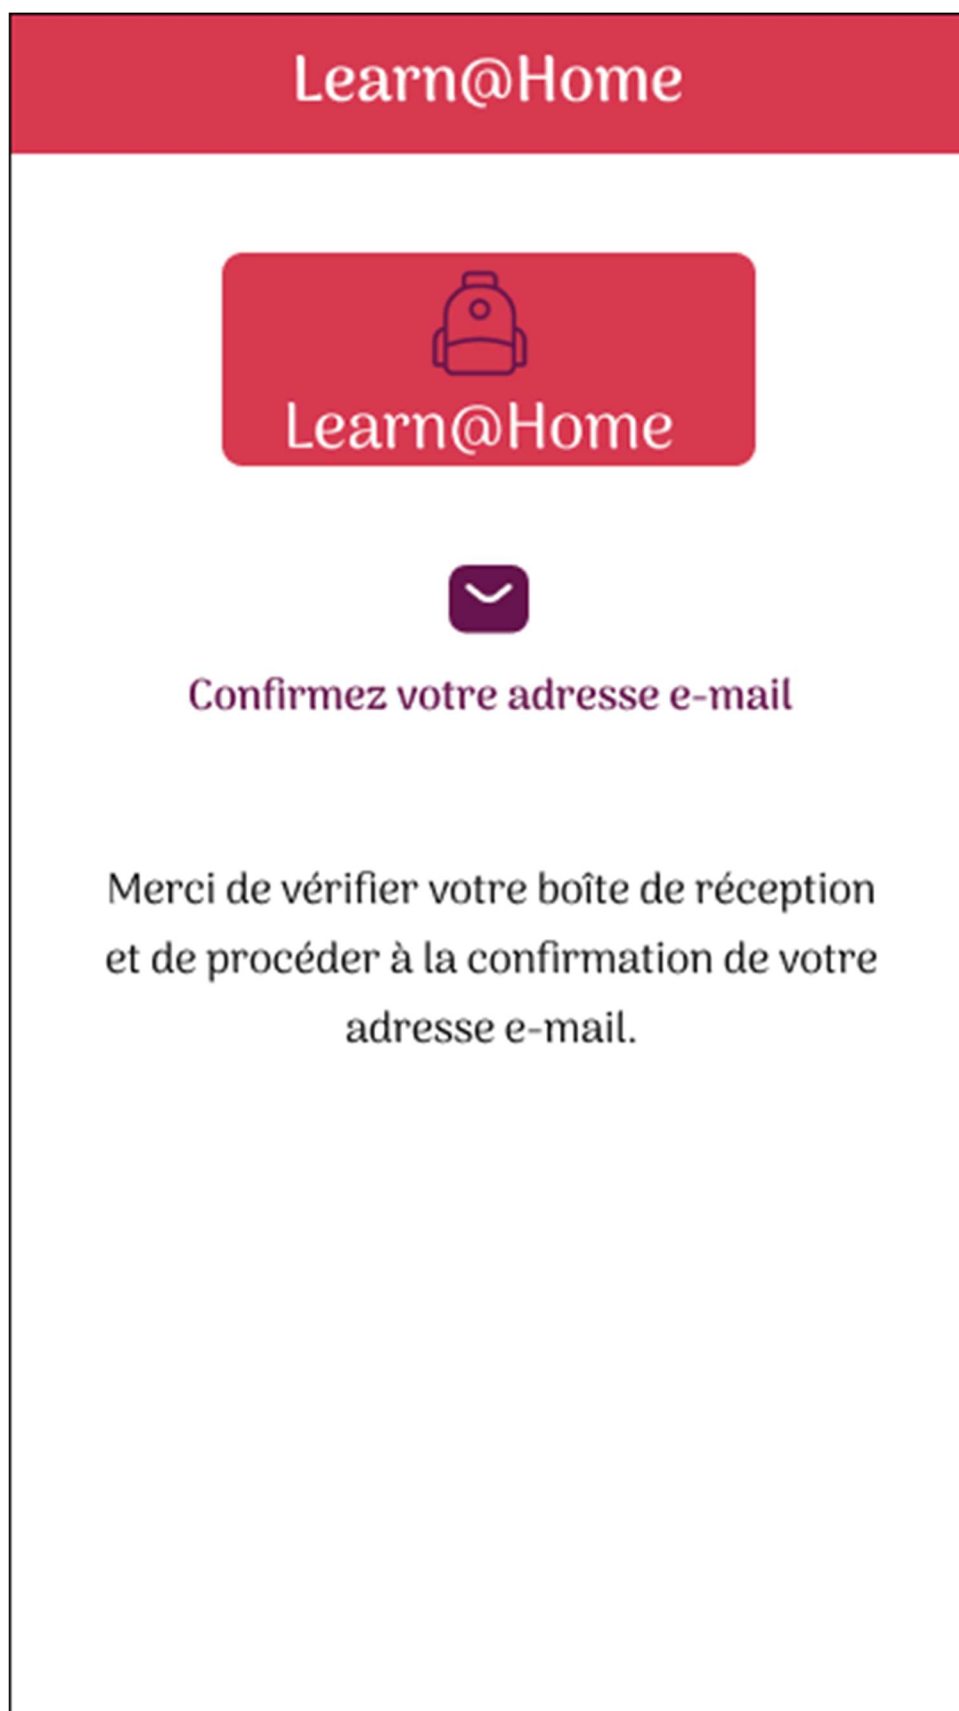 Learn@Home
Learn@Home
Confirmez votre adresse e-mail
Merci de vérifier votre boîte de réception
et de procéder à la confirmation de votre
adresse e-mail.